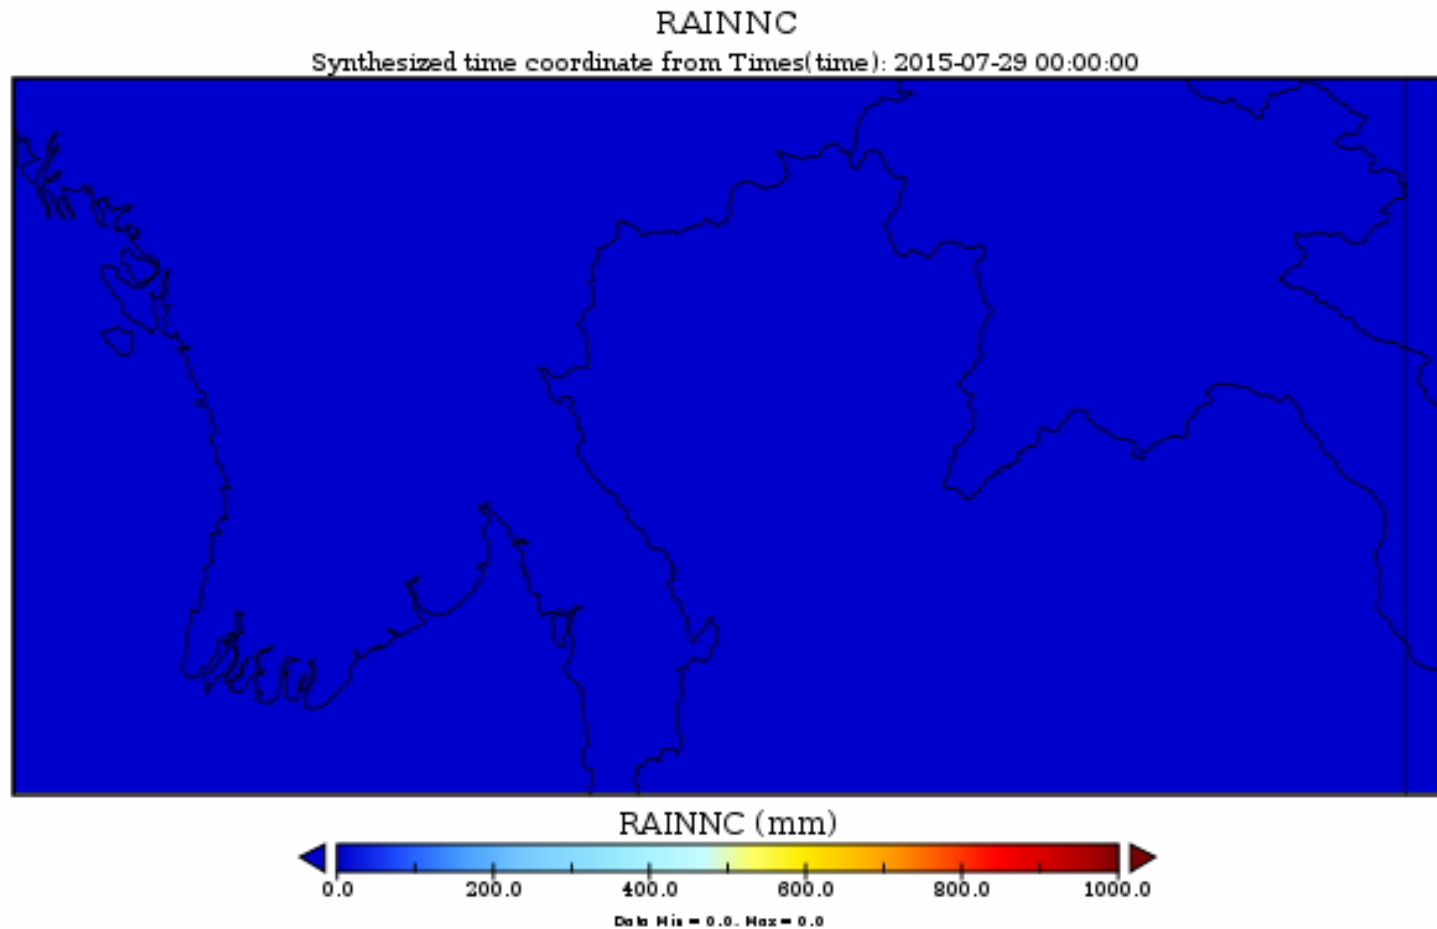 RAINNC
Synthesized time coordinate from Times(time): 2015-07-29 00:00:00
RAINNC (mm)
0.0 200.0 400.0 600.0 800.0 1000.0
Data Min = 0.0, Max = 0.0